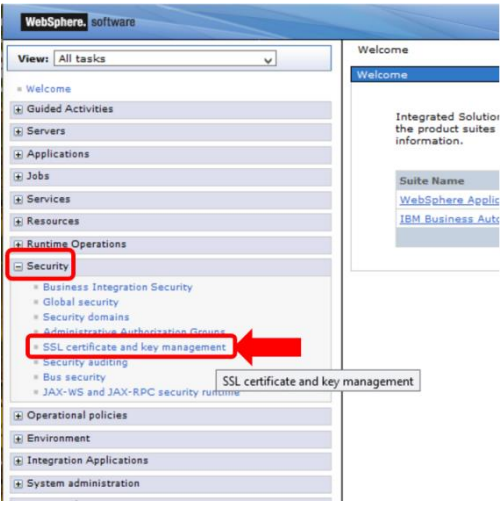 WebSphere. software
View: All tasks
Welcome
Guided Activities
Servers
Applications
Jobs
Services
Resources
Runtime Operations
Security
Business Integration Security
Global security
Security domains
Administrative Authorization Groups
SSL certificate and key management
Security auditing
Bus security
JAX-WS and JAX-RPC security runtime
SSL certificate and key management
Operational policies
Environment
Integration Applications
System administration
Welcome
Welcome
Integrated Solution
the product suites
information.
Suite Name
WebSphere Applic
IBM Business Auto